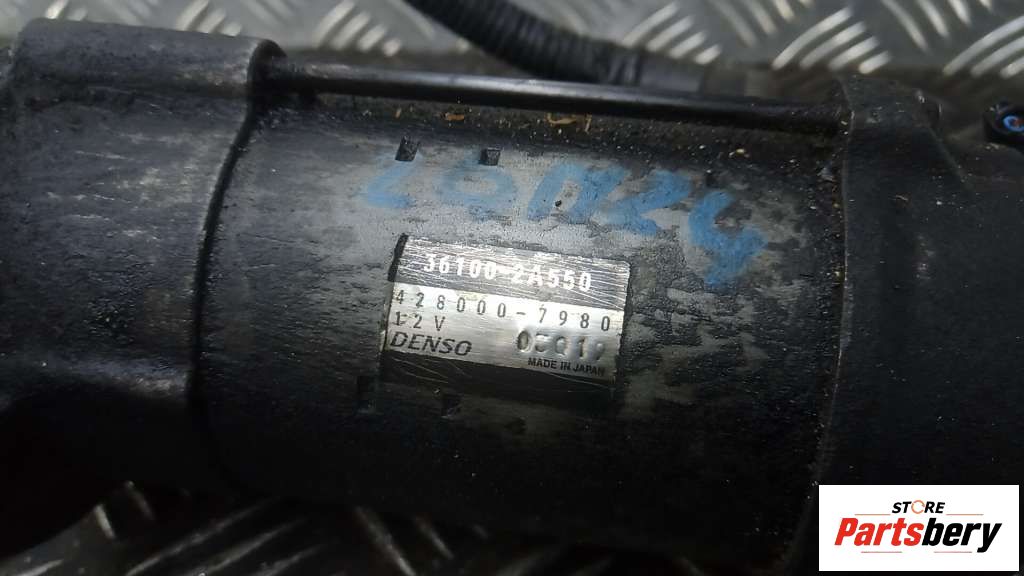 36100-2A550
428000-7980
12V
DENSO
MADE IN JAPAN
STORE
Partsbery